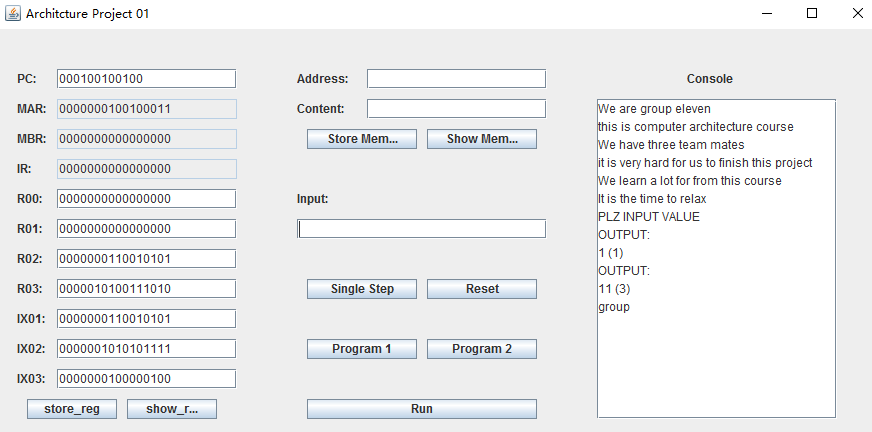 Architcture Project 01
PC: 000100100100
MAR: 0000000100100011
MBR: 0000000000000000
IR: 0000000000000000
R00: 0000000000000000
R01: 0000000000000000
R02: 0000000110010101
R03: 0000010100111010
IX01: 0000000110010101
IX02: 0000001010101111
IX03: 0000000100000100
store_reg show_r...
Address:
Content:
Store Mem... Show Mem...
Input:
Single Step Reset
Program 1 Program 2
Run
Console
We are group eleven
this is computer architecture course
We have three team mates
it is very hard for us to finish this project
We learn a lot for from this course
It is the time to relax
PLZ INPUT VALUE
OUTPUT:
1 (1)
OUTPUT:
11 (3)
group